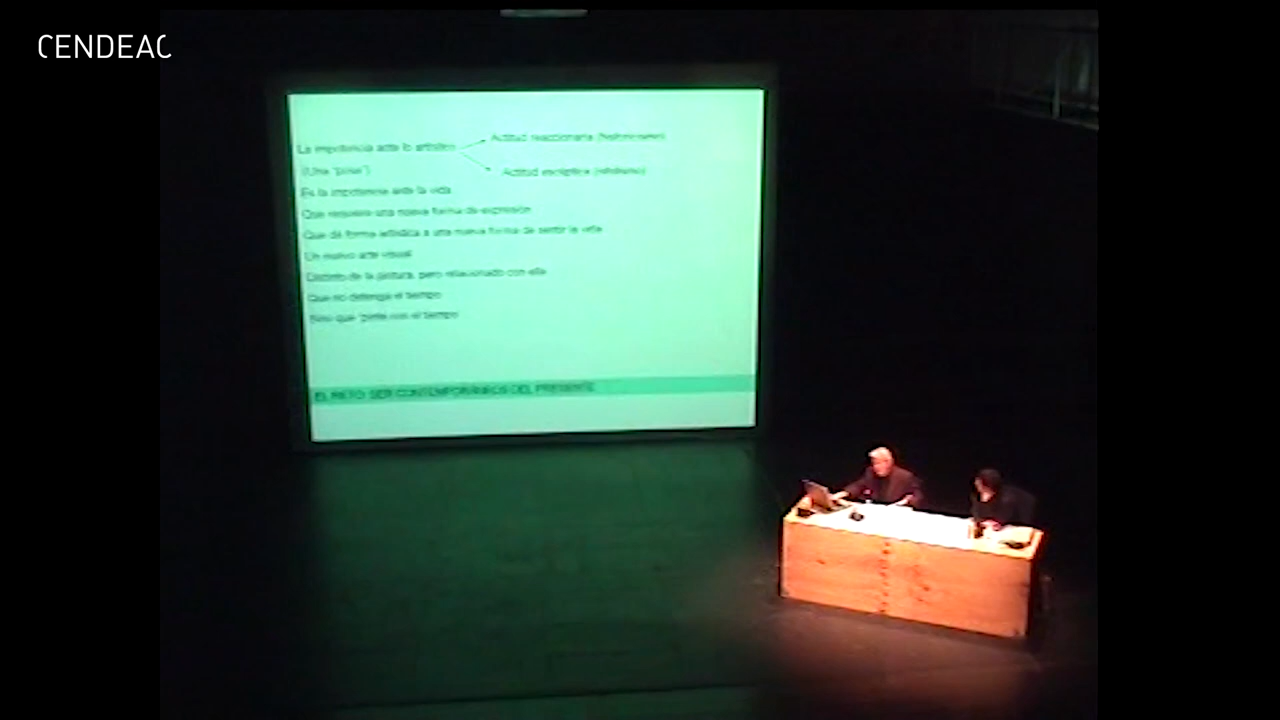 CENDEAC
Actitud reaccionaria
La impotencia ante lo artístico
(Una "pose")
Actitud escéptica (nihilismo)
Es la impotencia ante la vida
Que requiere una nueva forma de expresión
Que dé forma artística a una nueva forma de sentir la vida
Un nuevo arte visual
Distinto de la pintura, pero relacionado con ella
Que no detenga el tiempo
Sino que "pinte con el tiempo
EL RETO: SER CONTEMPORÁNEOS DEL PRESENTE